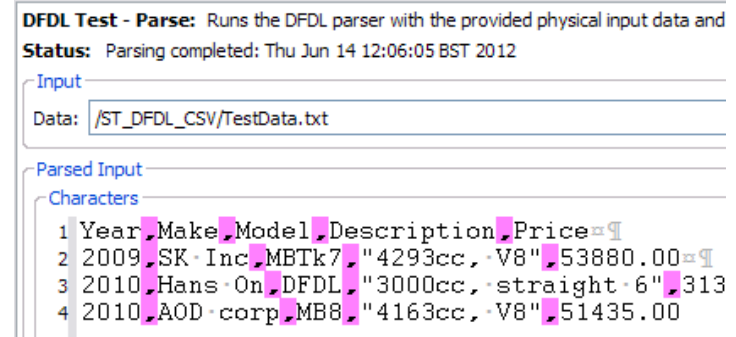 DFDL Test - Parse: Runs the DFDL parser with the provided physical input data and
Status: Parsing completed: Thu Jun 14 12:06:05 BST 2012
Input
Data: /ST_DFDL_CSV/TestData.txt
Parsed Input
Characters
1 Year,Make,Model,Description,Price¤¶
2 2009,SK·Inc,MBTk7,"4293cc,·V8",53880.00¤¶
3 2010,Hans·On,DFDL,"3000cc,·straight·6",313
4 2010,AOD·corp,MB8,"4163cc,·V8",51435.00